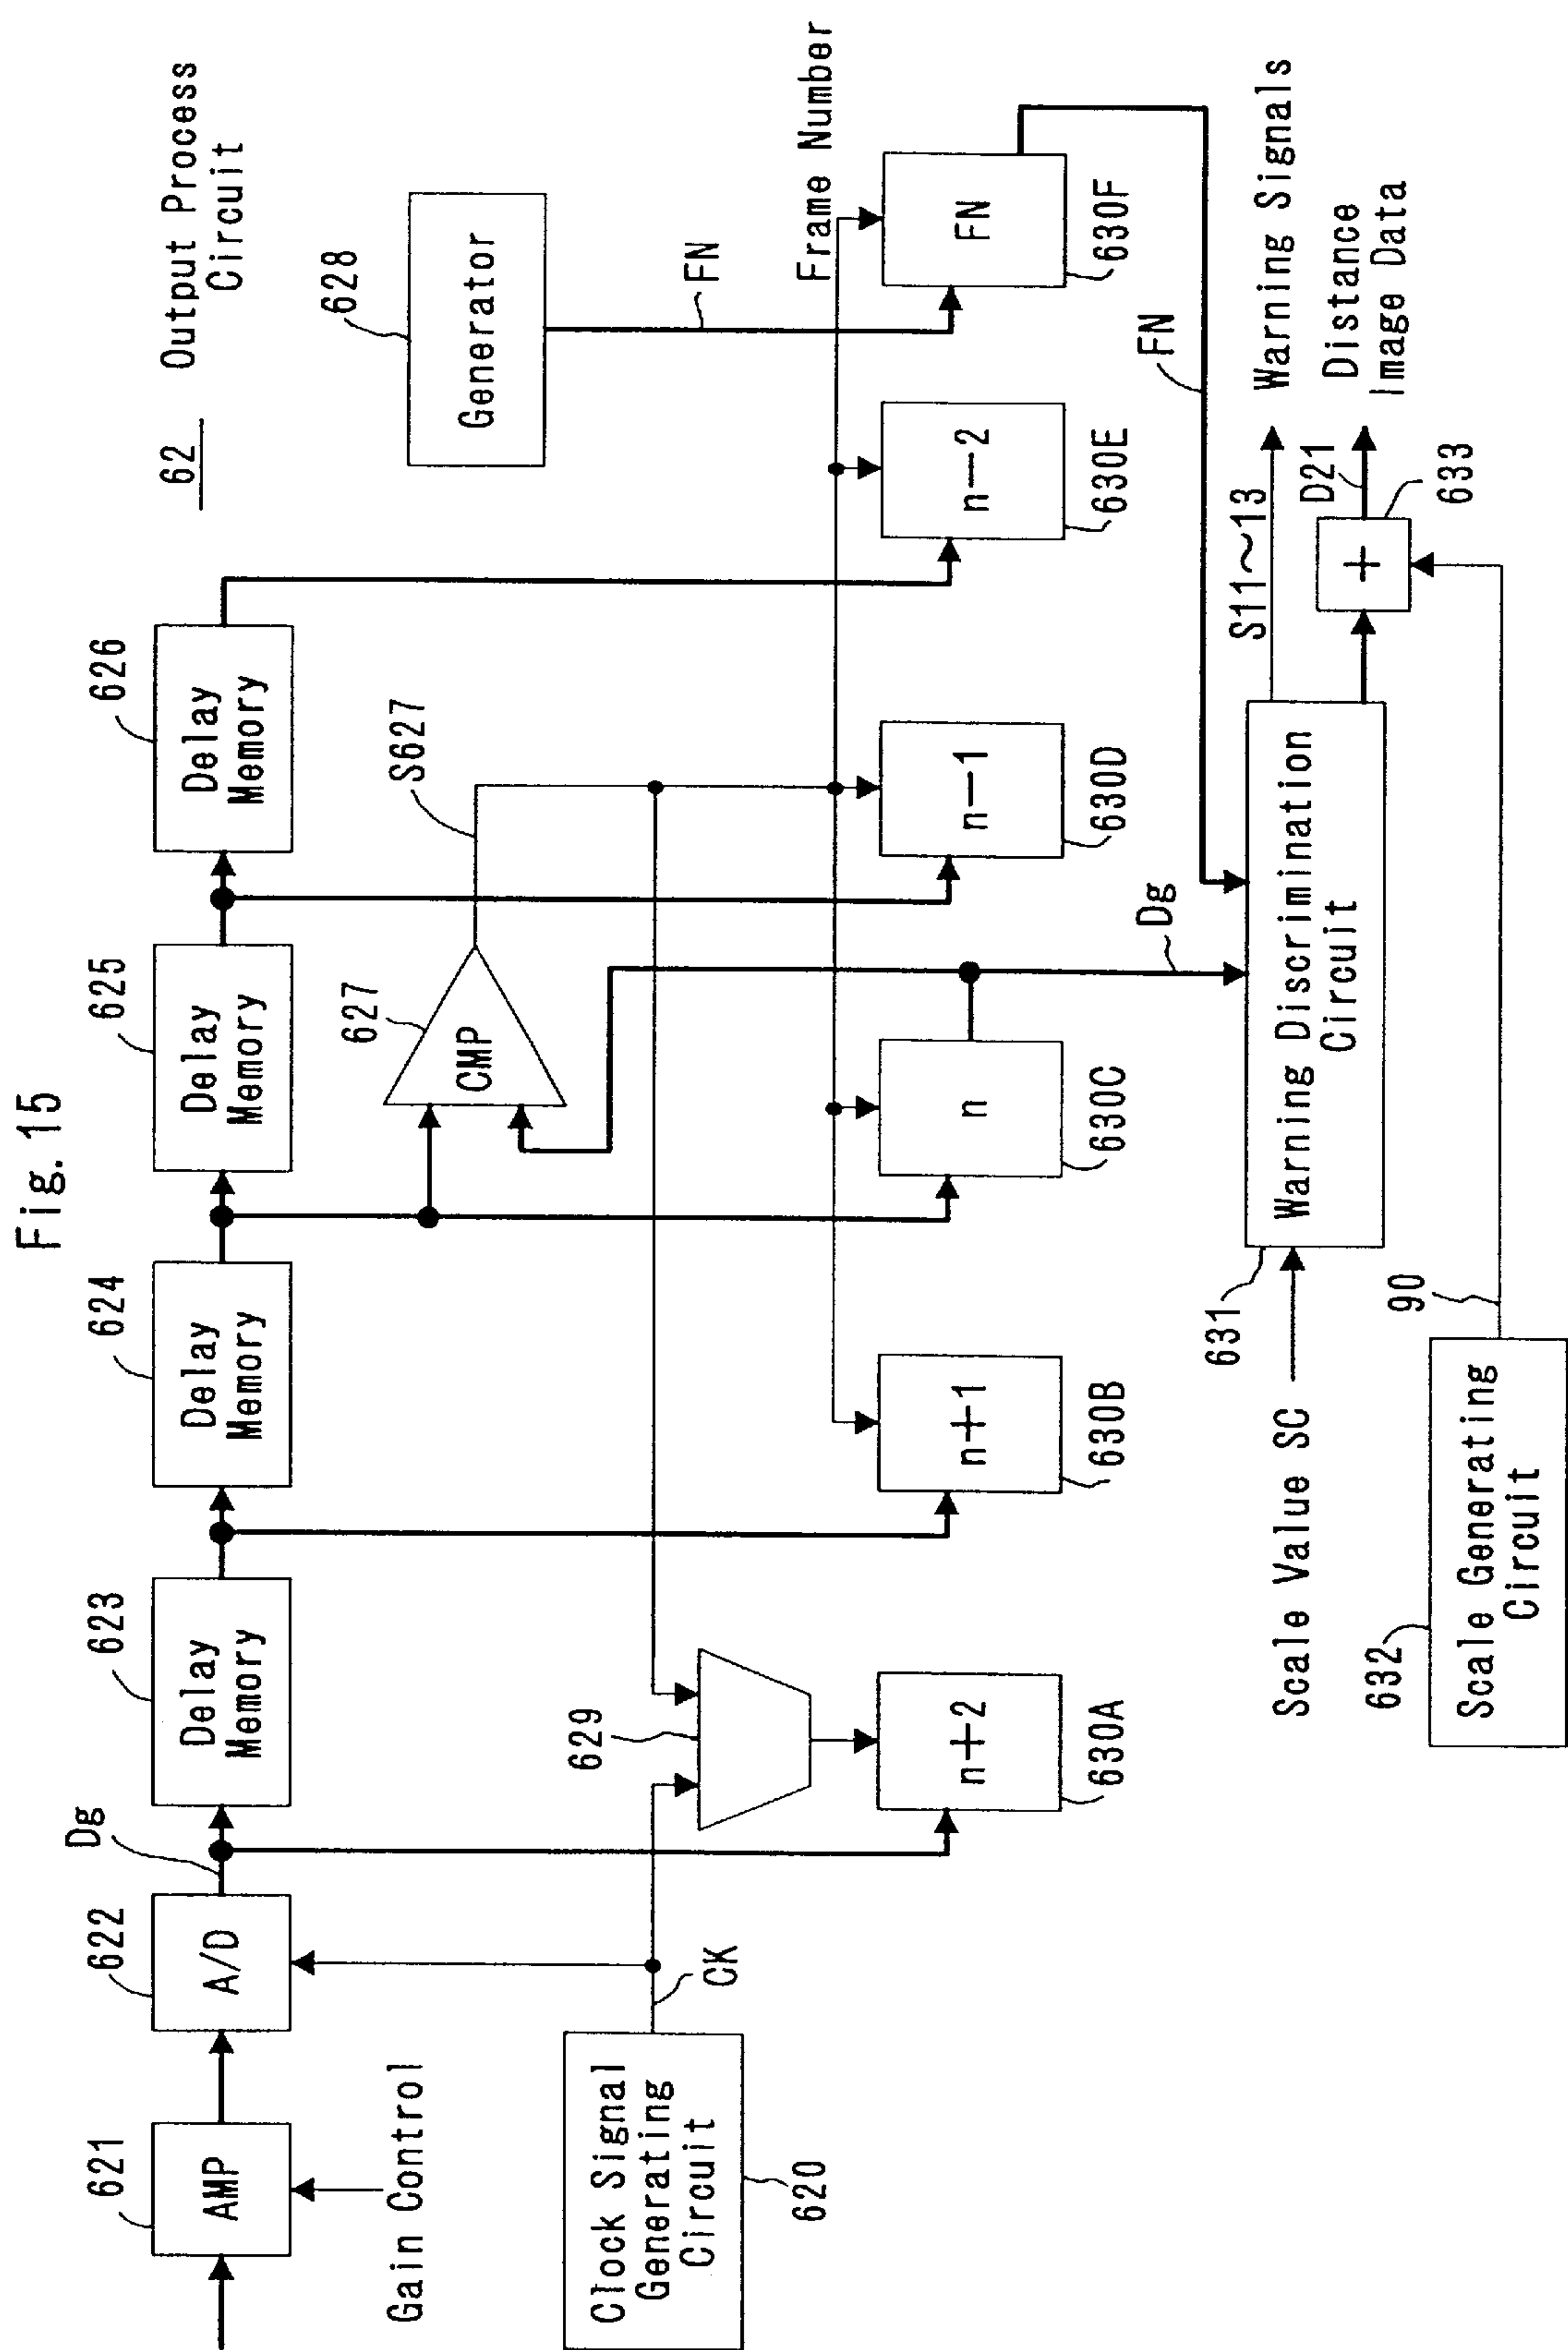 Fig. 15
62 Output Process
Circuit
621
AMP
Gain Control
622
A/D
Dg
623
Delay
Memory
624
Delay
Memory
625
Delay
Memory
626
Delay
Memory
628
Generator
FN
627
CMP
S627
Clock Signal
Generating
Circuit
620
CK
629
Frame Number
n+2
630A
n+1
630B
n
630C
n−1
630D
n−2
630E
FN
630F
Dg
FN
631
Warning Discrimination
Circuit
Scale Value SC
S11~13
Warning Signals
D21
Distance
Image Data
+
633
632
Scale Generating
Circuit
90